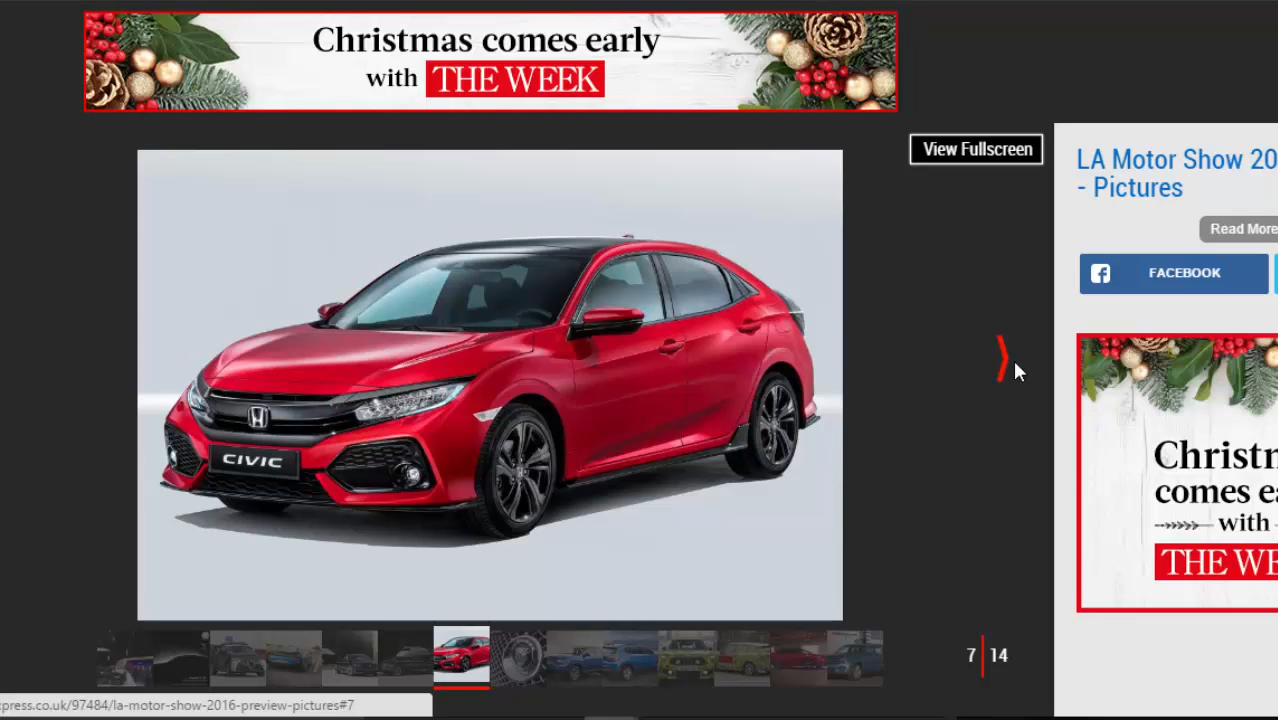 Christmas comes early
with THE WEEK
View Fullscreen
LA Motor Show 20
- Pictures
Read More
FACEBOOK
CIVIC
Christm
comes ea
with
THE WE
7 14
press.co.uk/97484/la-motor-show-2016-preview-pictures#7